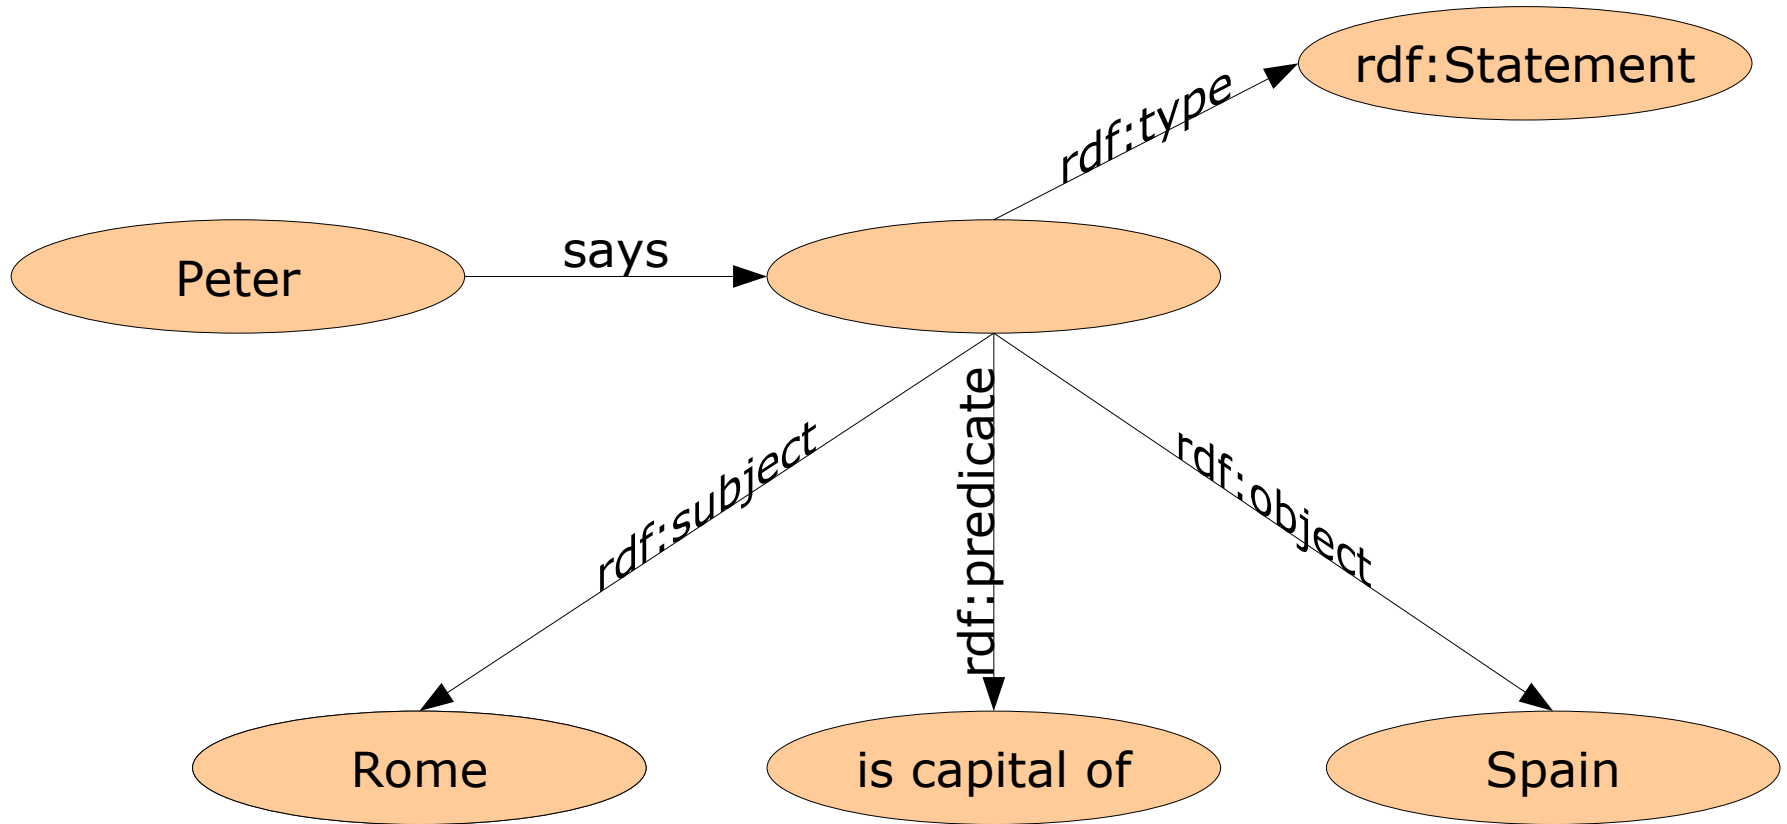 rdf:Statement
rdf:type
Peter
says
rdf:subject
rdf:predicate
rdf:object
Rome
is capital of
Spain